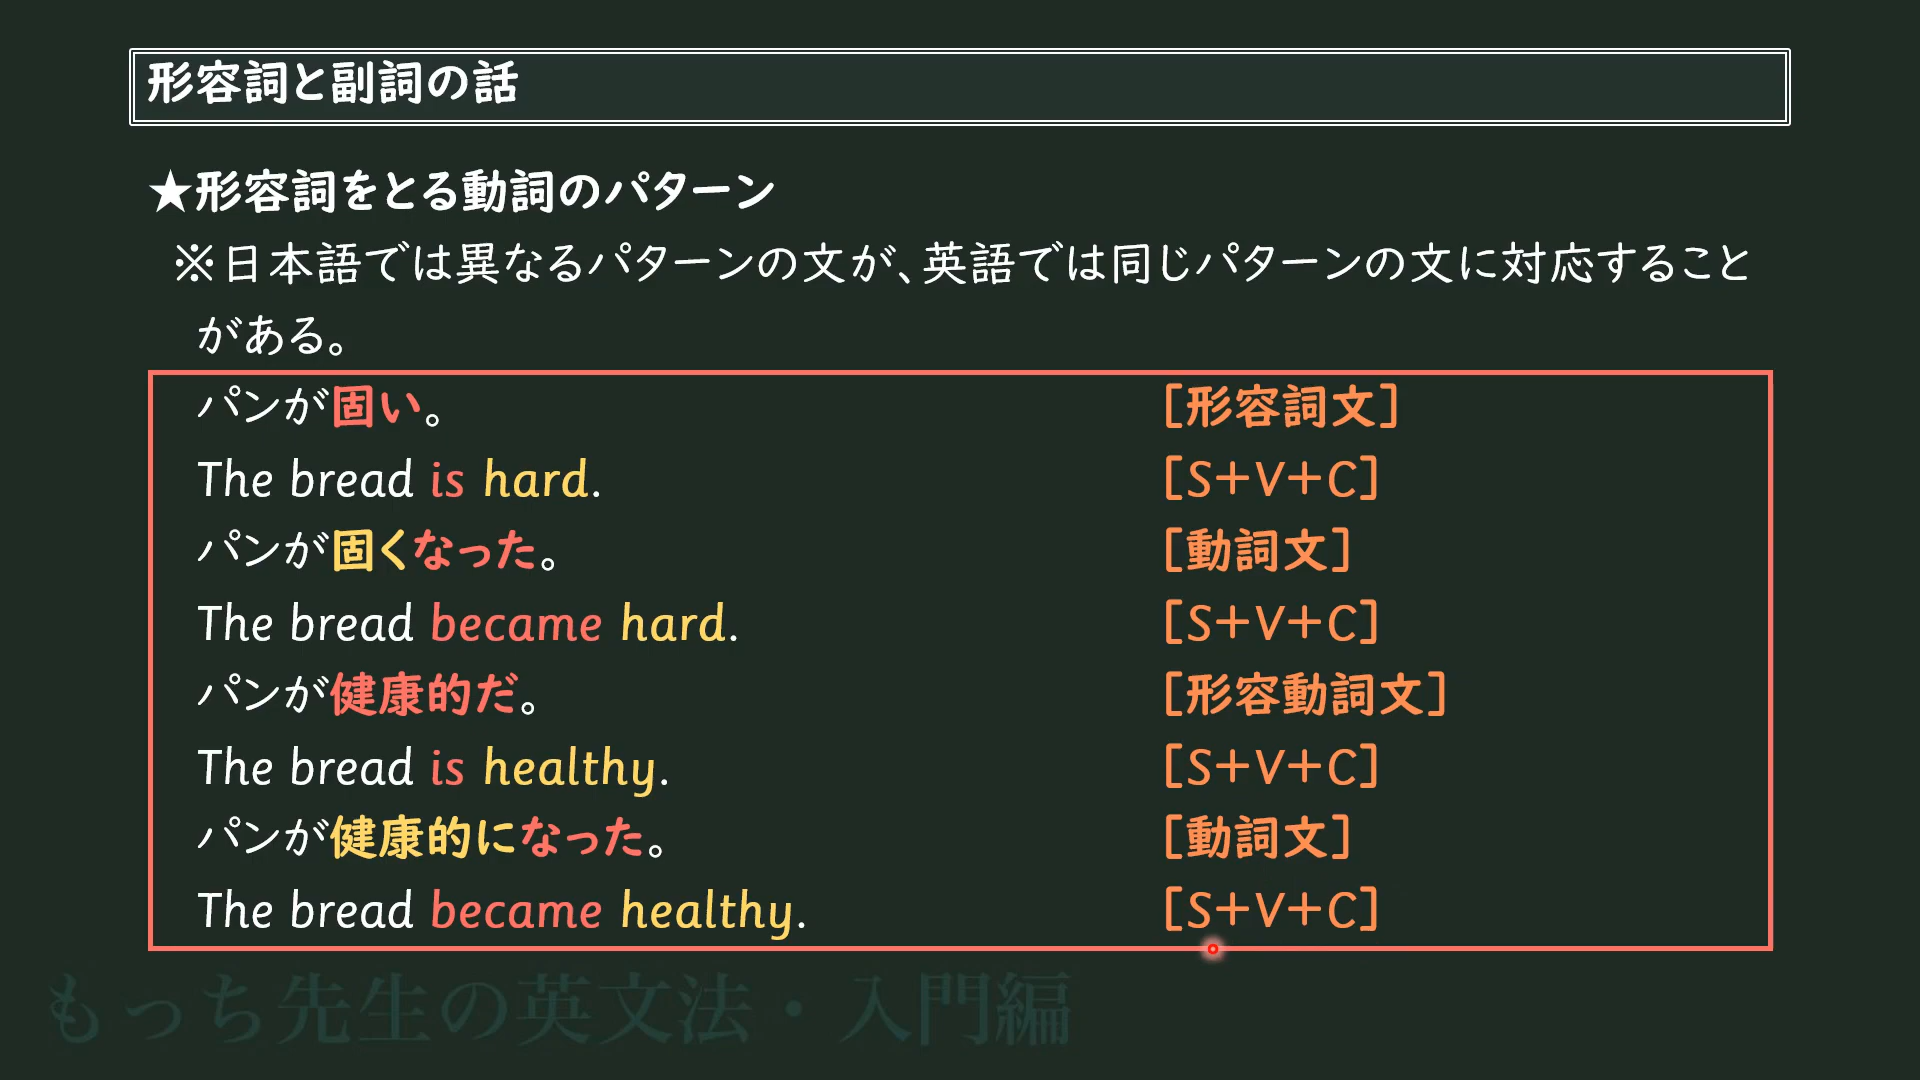 形容詞と副詞の話
★形容詞をとる動詞のパターン
※日本語では異なるパターンの文が、英語では同じパターンの文に対応すること
がある。
パンが固い。 [形容詞文]
The bread is hard. [S+V+C]
パンが固くなった。 [動詞文]
The bread became hard. [S+V+C]
パンが健康的だ。 [形容動詞文]
The bread is healthy. [S+V+C]
パンが健康的になった。 [動詞文]
The bread became healthy. [S+V+C]
もっち先生の英文法・入門編